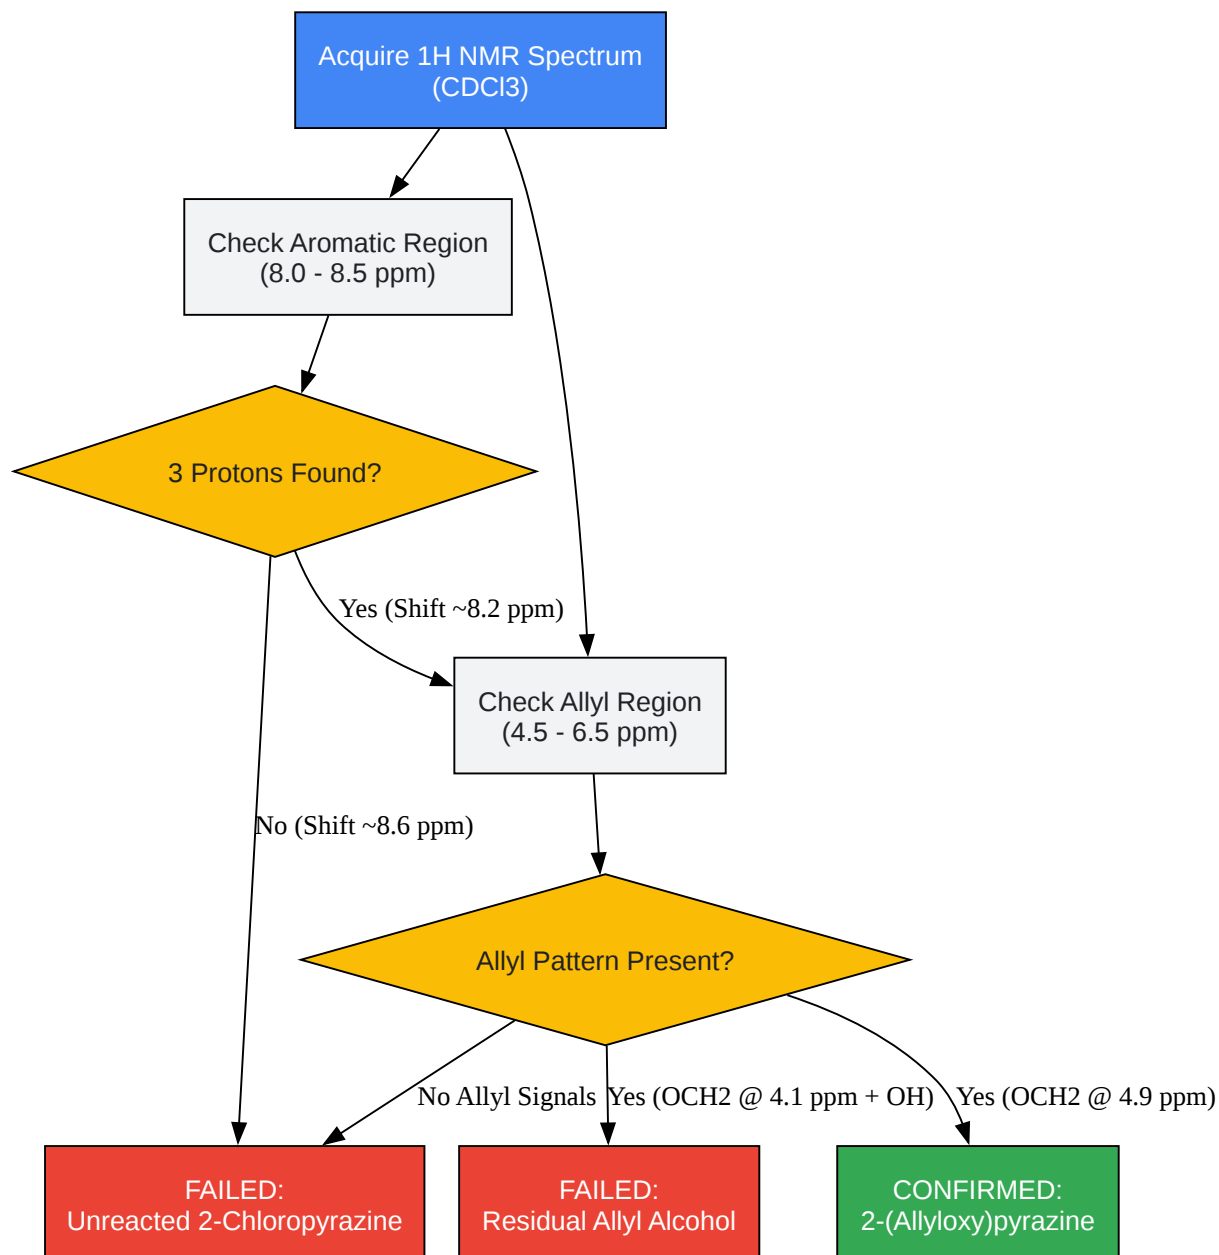 Acquire 1H NMR Spectrum
(CDCl3)
Check Aromatic Region
(8.0 - 8.5 ppm)
3 Protons Found?
Yes (Shift ~8.2 ppm)
Check Allyl Region
(4.5 - 6.5 ppm)
No (Shift ~8.6 ppm)
Allyl Pattern Present?
No Allyl Signals
Yes (OCH2 @ 4.1 ppm + OH)
Yes (OCH2 @ 4.9 ppm)
FAILED:
Unreacted 2-Chloropyrazine
FAILED:
Residual Allyl Alcohol
CONFIRMED:
2-(Allyloxy)pyrazine